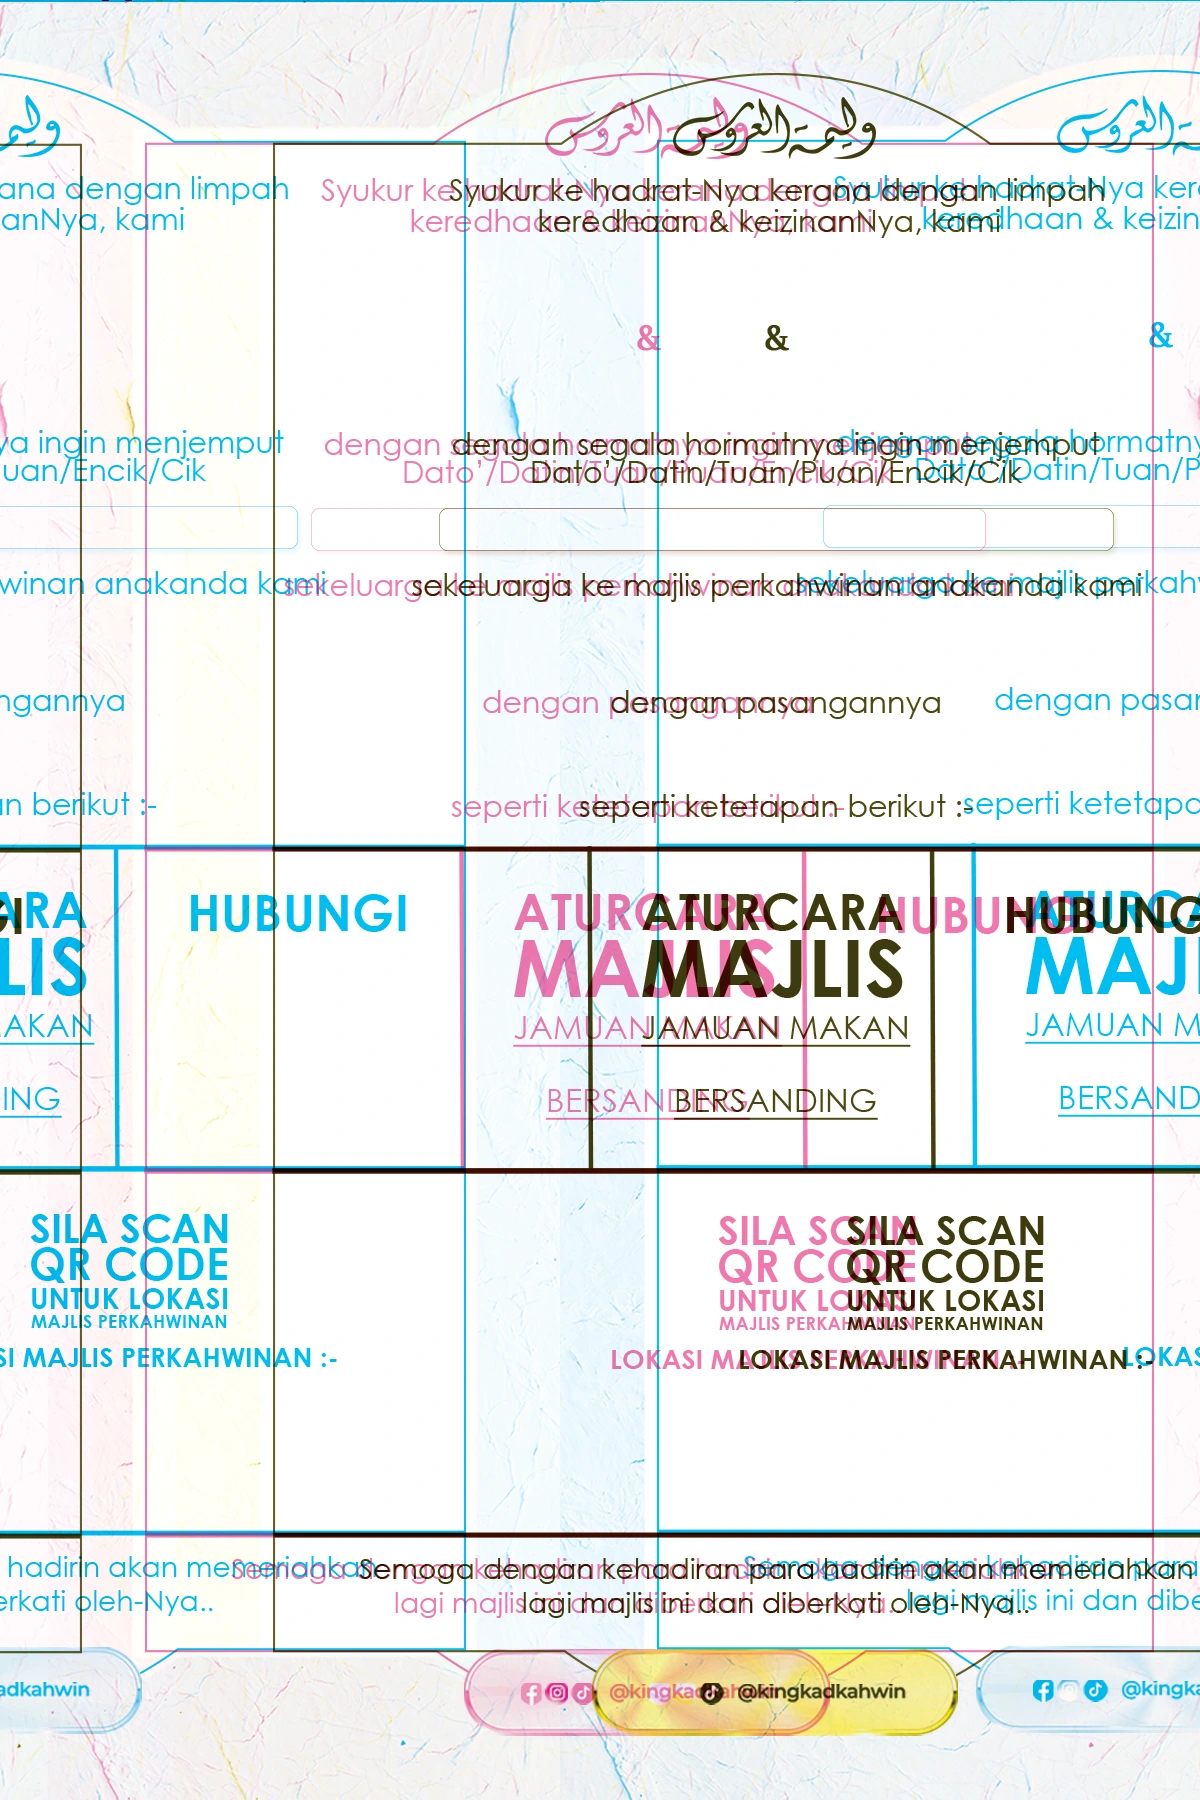 وليمة العروس
Syukur ke hadrat-Nya kerana dengan limpah
keredhaan & keizinanNya, kami
&
dengan segala hormatnya ingin menjemput
Dato'/Datin/Tuan/Puan/Encik/Cik
sekeluarga ke majlis perkahwinan anakanda kami
dengan pasangannya
seperti ketetapan berikut :-
ATURCARA
MAJLIS
JAMUAN MAKAN
BERSANDING
HUBUNGI
SILA SCAN
QR CODE
UNTUK LOKASI
MAJLIS PERKAHWINAN
LOKASI MAJLIS PERKAHWINAN :-
Semoga dengan kehadiran para hadirin akan memeriahkan
lagi majlis ini dan diberkati oleh-Nya..
@kingkadkahwin